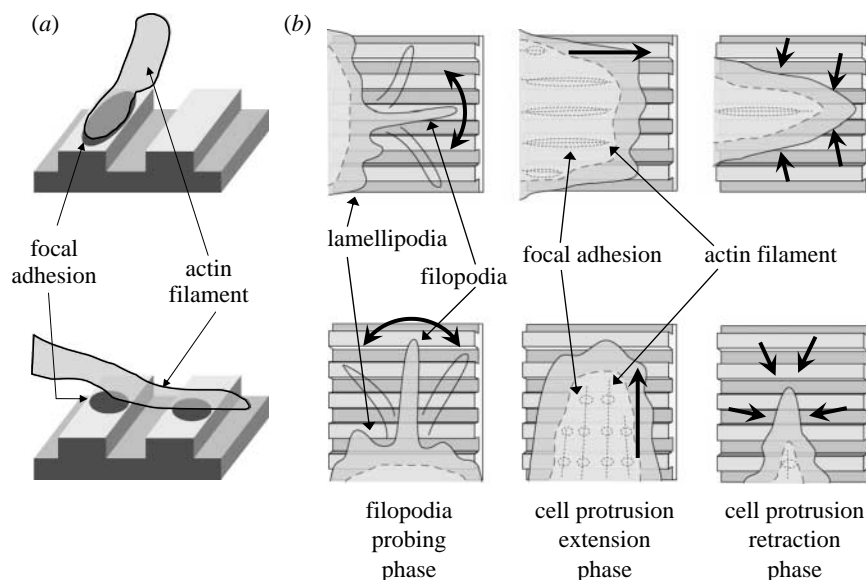 (a)
(b)
focal
adhesion
actin
filament
lamellipodia
filopodia
focal adhesion
actin filament
filopodia
probing
phase
cell protrusion
extension
phase
cell protrusion
retraction
phase